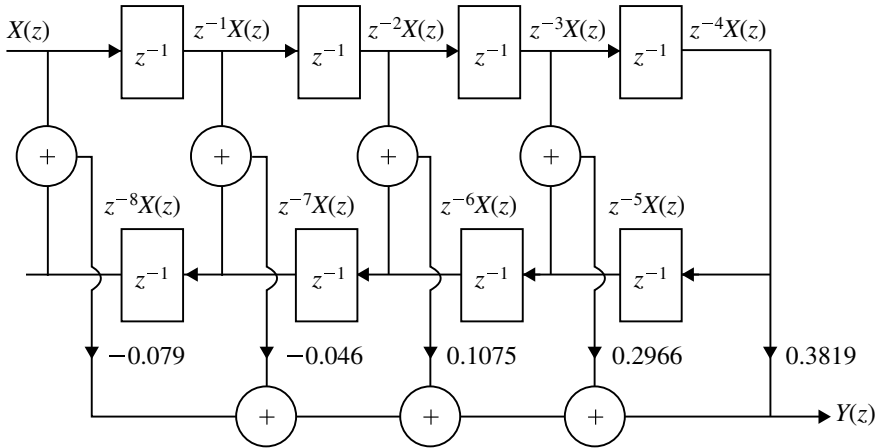 X(z) z⁻¹X(z) z⁻²X(z) z⁻³X(z) z⁻⁴X(z)
z⁻¹ z⁻¹ z⁻¹ z⁻¹
+ + + +
z⁻⁸X(z) z⁻⁷X(z) z⁻⁶X(z) z⁻⁵X(z)
z⁻¹ z⁻¹ z⁻¹ z⁻¹
−0.079 −0.046 0.1075 0.2966 0.3819
+ + + Y(z)